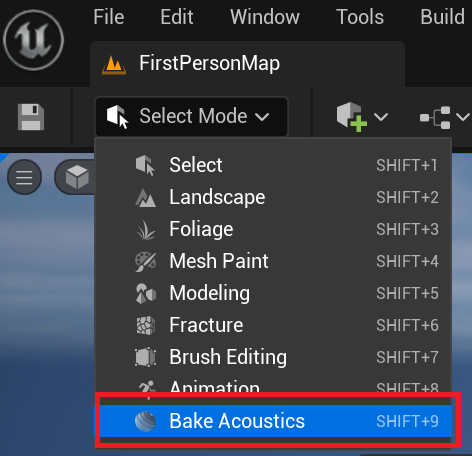 File Edit Window Tools Build
FirstPersonMap
Select Mode
Select SHIFT+1
Landscape SHIFT+2
Foliage SHIFT+3
Mesh Paint SHIFT+4
Modeling SHIFT+5
Fracture SHIFT+6
Brush Editing SHIFT+7
Animation SHIFT+8
Bake Acoustics SHIFT+9